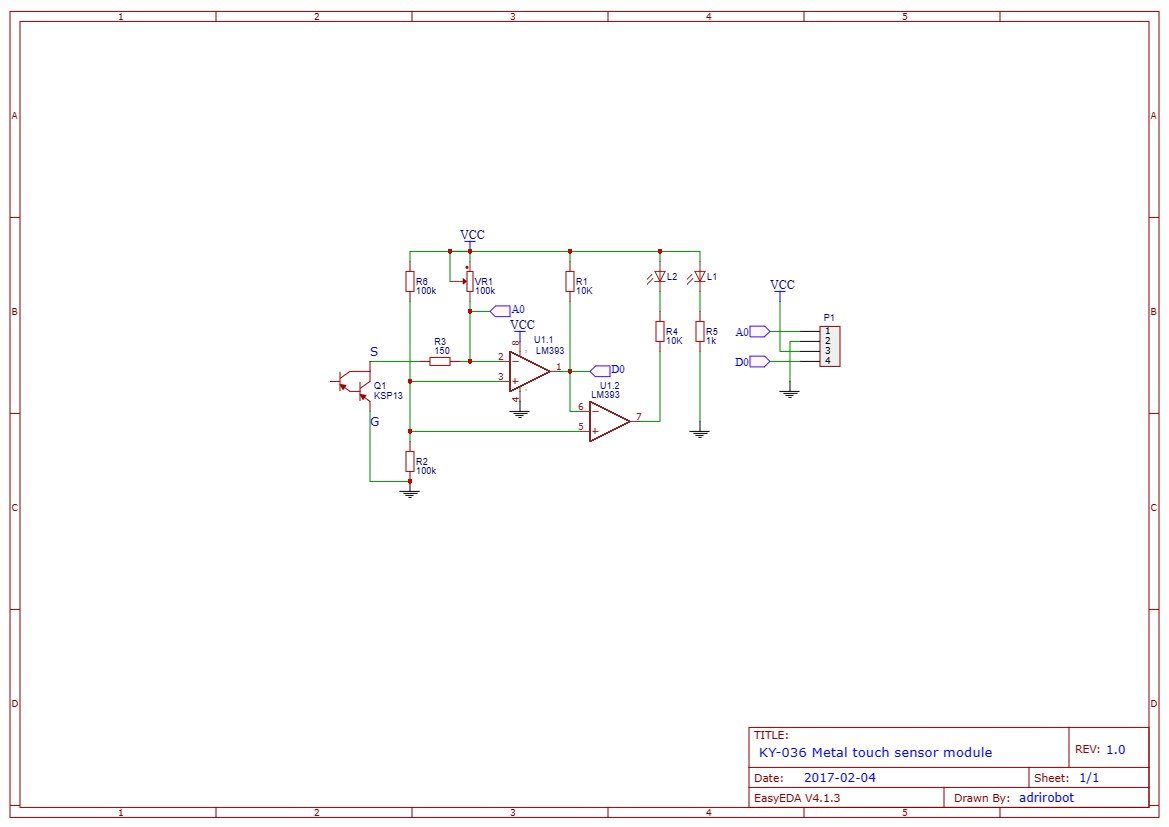 1 2 3 4 5
A A
VCC
R6
100k
VR1
100k
R1
10K
L2
L1
VCC
B B
A0
VCC
P1
R3
150
U1.1
LM393
R4
10K
R5
1k
A0
1
2
3
D0
4
S
8
2
3
1
4
D0
Q1
KSP13
U1.2
LM393
6
5
7
A
G
R2
100k
C C
D D
TITLE:
KY-036 Metal touch sensor module
REV: 1.0
Date: 2017-02-04
Sheet: 1/1
EasyEDA V4.1.3
Drawn By: adrirobot
1 2 3 4 5